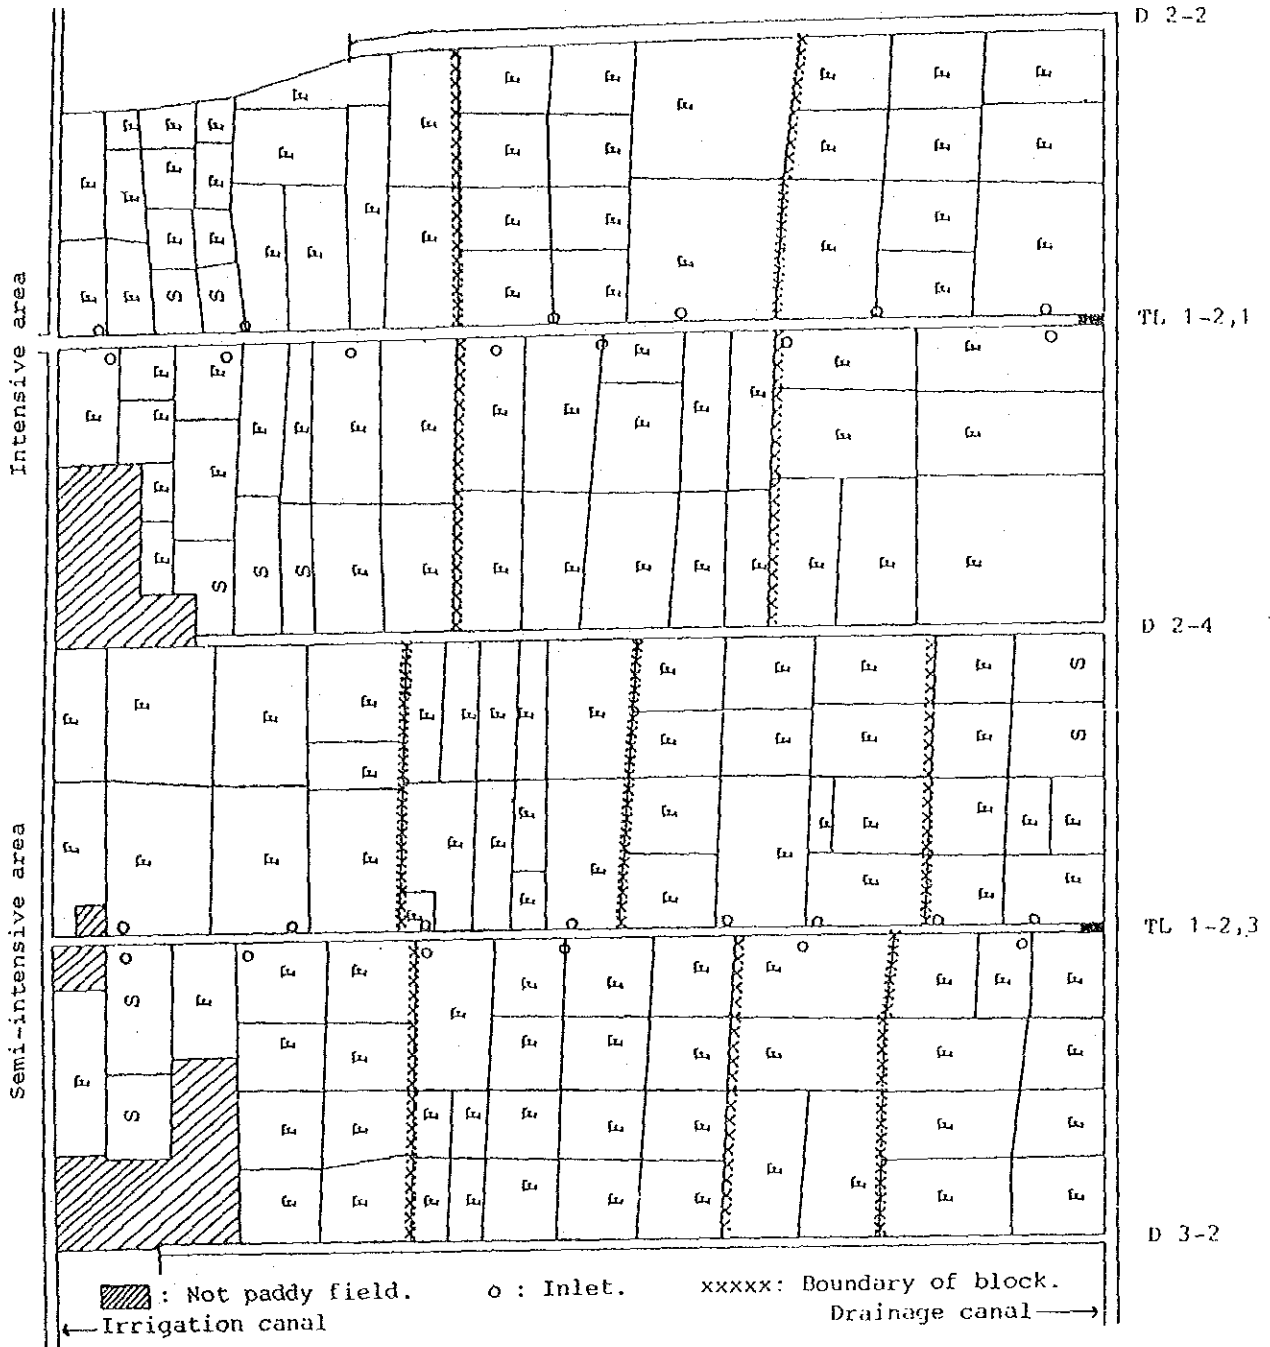 D 2-2
F F F F F F F
F F F F F
F F F F F F
F F F F F
F F F
F F F F F F F F
F F S S F F F
TL 1-2,1
Intensive area
F F F F F
F F F F F F F F F F F F F
F F
F S S S F F F F F F F F F F
D 2-4
F F F F S
F F F F F F F F F
F F F F S
F
F F F F F F F
F F F F F F F F
F F F F F F
TL 1-2,3
Semi-intensive area
F F F F F F F F
S F F
F F F F F F F F
F
S F F F F F F F F F
F F
F F F F F F F F F
D 3-2
: Not paddy field. o : Inlet. xxxxx: Boundary of block.
←Irrigation canal Drainage canal→